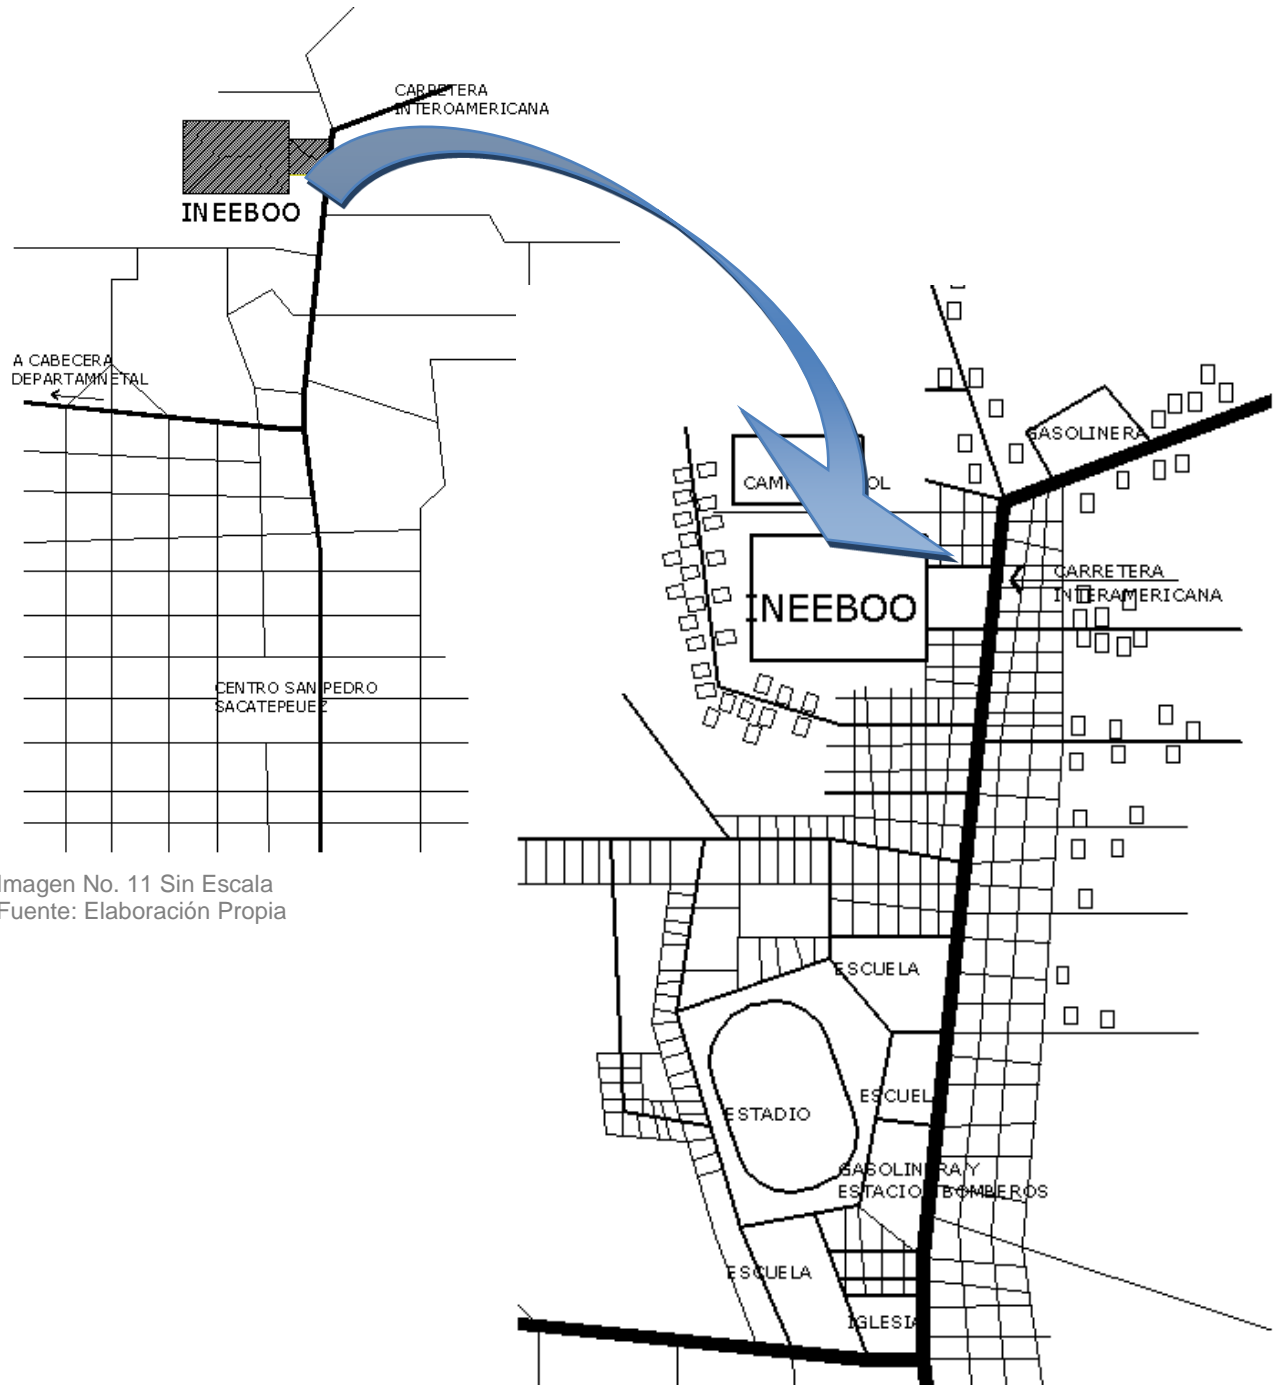 CARRETERA
INTEROAMERICANA
INEEBOO
A CABECERA
DEPARTAMNETAL
CENTRO SAN PEDRO
SACATEPEUEZ
Imagen No. 11 Sin Escala
Fuente: Elaboración Propia
GASOLINERA
INEEBOO
CARRETERA
INTERAMERICANA
ESCUELA
ESCUEL
ESTADIO
GASOLINERA Y
BOMBEROS
ESCUELA
IGLESIA